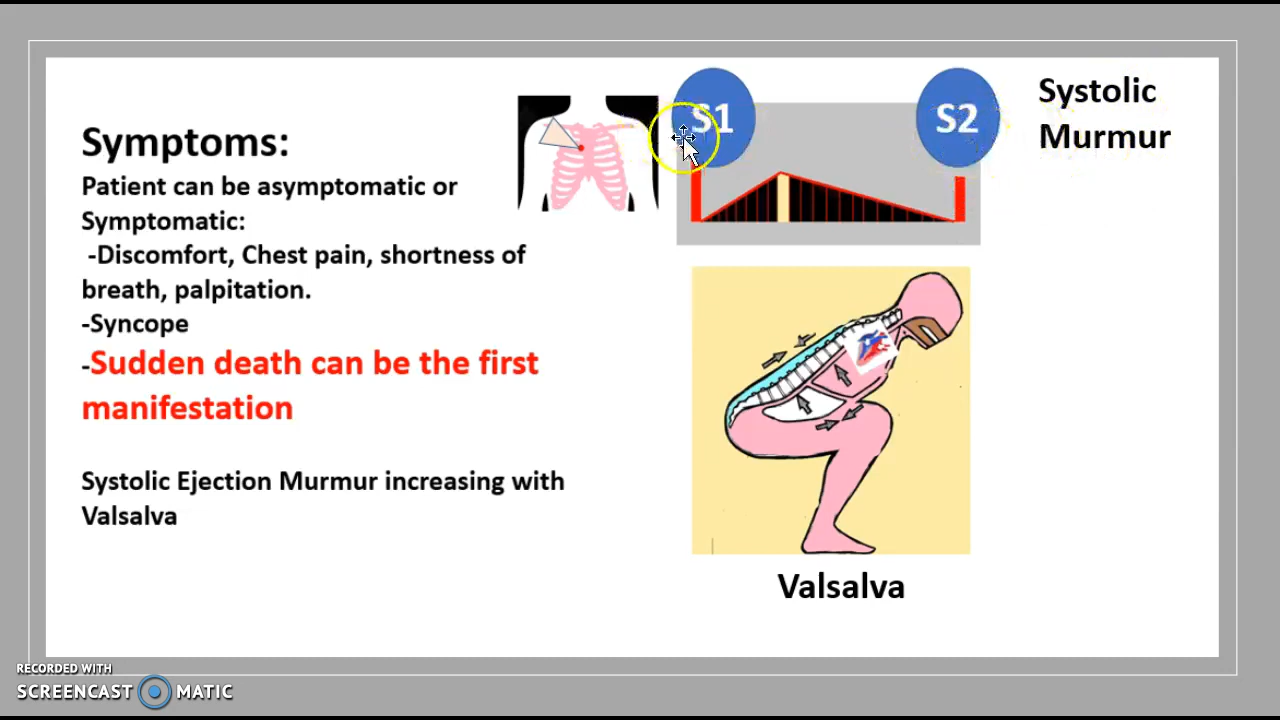 Symptoms:
Patient can be asymptomatic or
Symptomatic:
-Discomfort, Chest pain, shortness of
breath, palpitation.
-Syncope
-Sudden death can be the first
manifestation
Systolic Ejection Murmur increasing with
Valsalva
S1
S2
Systolic
Murmur
Valsalva
RECORDED WITH
SCREENCAST MATIC